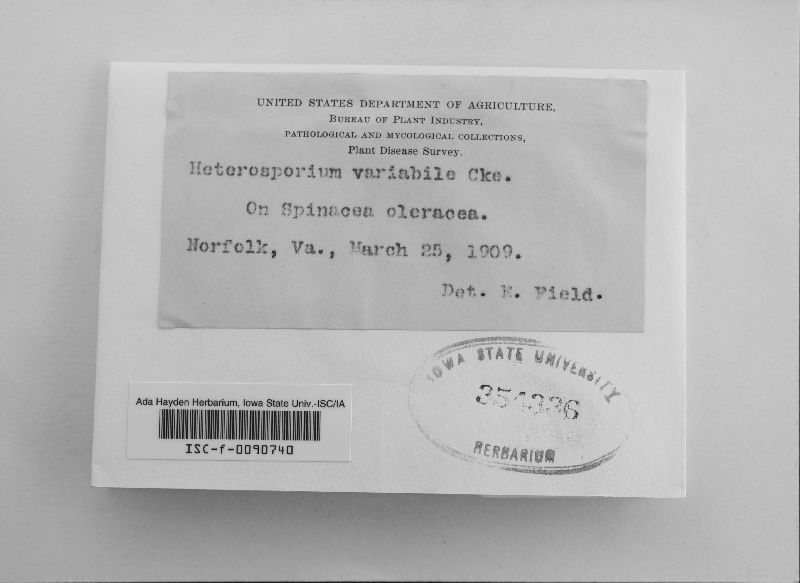 UNITED STATES DEPARTMENT OF AGRICULTURE,
BUREAU OF PLANT INDUSTRY,
PATHOLOGICAL AND MYCOLOGICAL COLLECTIONS,
Plant Disease Survey.
Heterosporium variabile Cke.
On Spinacea oleracea.
Norfolk, Va., March 25, 1909.
Det. E. Field.
IOWA STATE UNIVERSITY
354336
HERBARIUM
Ada Hayden Herbarium, Iowa State Univ.-ISC/IA
ISC-f-0090740